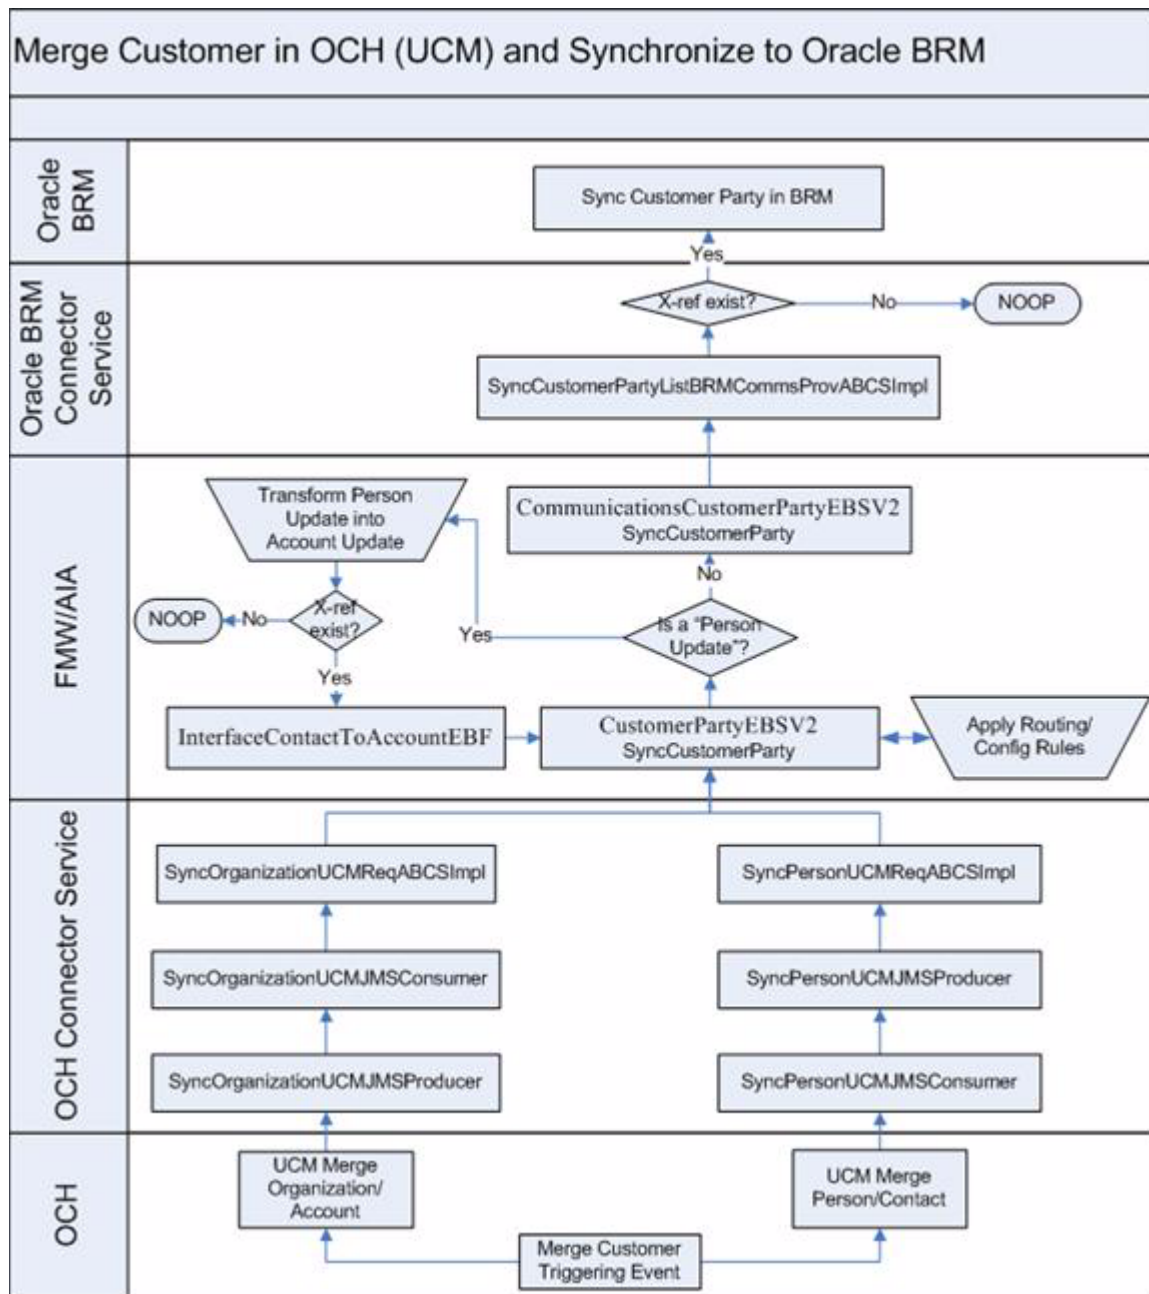 Merge Customer in OCH (UCM) and Synchronize to Oracle BRM
Oracle
BRM
Sync Customer Party in BRM
Yes
Oracle BRM
Connector
Service
X-ref exist?
No
NOOP
SyncCustomerPartyListBRMCommsProvABCSImpl
FMW/AIA
Transform Person
Update into
Account Update
CommunicationsCustomerPartyEBSV2
SyncCustomerParty
No
NOOP
No
X-ref
exist?
Yes
Is a "Person
Update"?
Yes
InterfaceContactToAccountEBF
CustomerPartyEBSV2
SyncCustomerParty
Apply Routing/
Config Rules
OCH Connector Service
SyncOrganizationUCMReqABCSImpl
SyncPersonUCMReqABCSImpl
SyncOrganizationUCMJMSConsumer
SyncPersonUCMJMSProducer
SyncOrganizationUCMJMSProducer
SyncPersonUCMJMSConsumer
OCH
UCM Merge
Organization/
Account
UCM Merge
Person/Contact
Merge Customer
Triggering Event